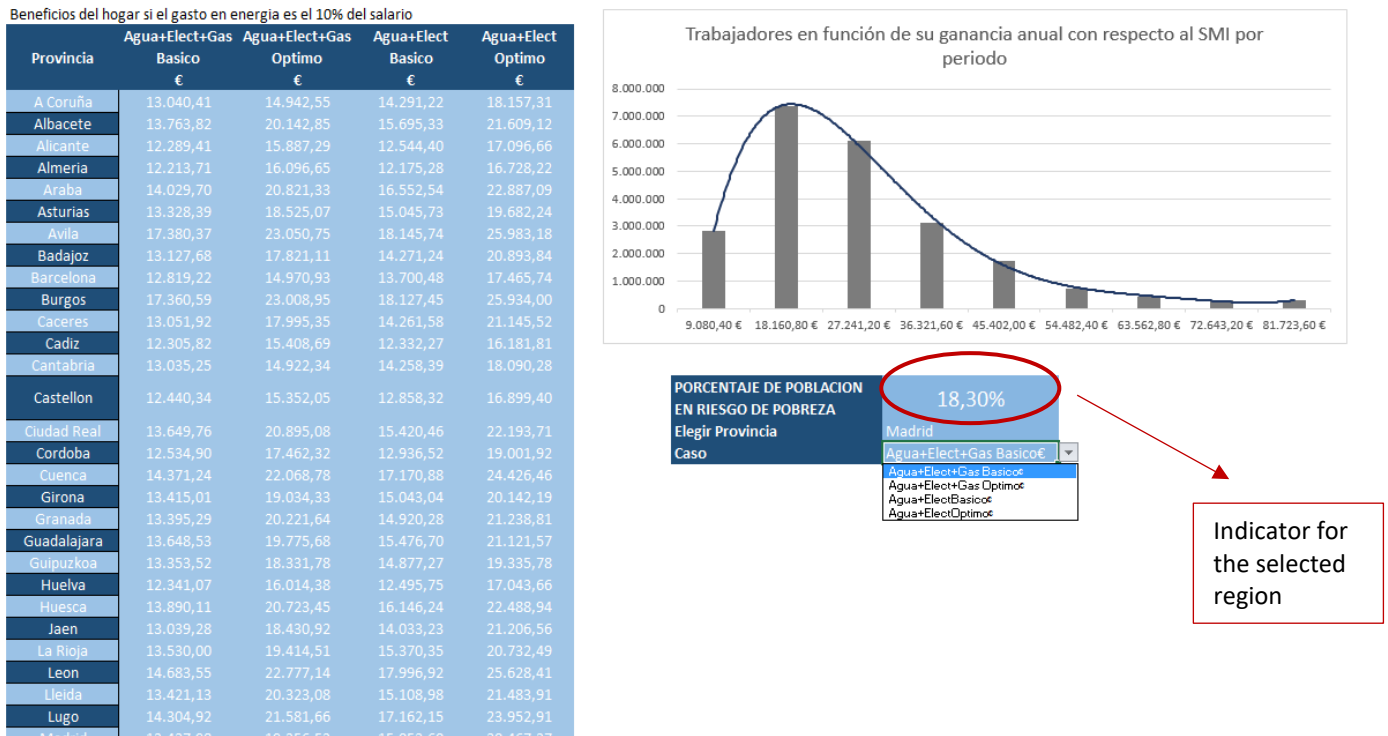 Beneficios del hogar si el gasto en energia es el 10% del salario
Provincia Agua+Elect+Gas Basico € Agua+Elect+Gas Optimo € Agua+Elect Basico € Agua+Elect Optimo €
A Coruña 13.040,41 14.942,55 14.291,22 18.157,31
Albacete 13.763,82 20.142,85 15.695,33 21.609,12
Alicante 12.289,41 15.887,29 12.544,40 17.096,66
Almeria 12.213,71 16.096,65 12.175,28 16.728,22
Araba 14.029,70 20.821,33 16.552,54 22.887,09
Asturias 13.328,39 18.525,07 15.045,73 19.682,24
Avila 17.380,37 23.050,75 18.145,74 25.983,18
Badajoz 13.127,68 17.821,11 14.271,24 20.893,84
Barcelona 12.819,22 14.970,93 13.700,48 17.465,74
Burgos 17.360,59 23.008,95 18.127,45 25.934,00
Caceres 13.051,92 17.995,35 14.261,58 21.145,52
Cadiz 12.305,82 15.408,69 12.332,27 16.181,81
Cantabria 13.035,25 14.922,34 14.258,39 18.090,28
Castellon 12.440,34 15.352,05 12.858,32 16.899,40
Ciudad Real 13.649,76 20.895,08 15.420,46 22.193,71
Cordoba 12.534,90 17.462,32 12.936,52 19.001,92
Cuenca 14.371,24 22.068,78 17.170,88 24.426,46
Girona 13.415,01 19.034,33 15.043,04 20.142,19
Granada 13.395,29 20.221,64 14.920,28 21.238,81
Guadalajara 13.648,53 19.775,68 15.476,70 21.121,57
Guipuzkoa 13.353,52 18.331,78 14.877,27 19.335,78
Huelva 12.341,07 16.014,38 12.495,75 17.043,66
Huesca 13.890,11 20.723,45 16.146,24 22.488,94
Jaen 13.039,28 18.430,92 14.033,23 21.206,56
La Rioja 13.530,00 19.414,51 15.370,35 20.732,49
Leon 14.683,55 22.777,14 17.996,92 25.628,41
Lleida 13.421,13 20.323,08 15.108,98 21.483,91
Lugo 14.304,92 21.581,66 17.162,15 23.952,91
Trabajadores en función de su ganancia anual con respecto al SMI por
periodo
8.000.000
7.000.000
6.000.000
5.000.000
4.000.000
3.000.000
2.000.000
1.000.000
0
9.080,40 € 18.160,80 € 27.241,20 € 36.321,60 € 45.402,00 € 54.482,40 € 63.562,80 € 72.643,20 € 81.723,60 €
PORCENTAJE DE POBLACION
EN RIESGO DE POBREZA 18,30%
Elegir Provincia Madrid
Caso Agua+Elect+Gas Basico€
Agua+Elect+Gas Basico€
Agua+Elect+Gas Optimo€
Agua+ElectBasico€
Agua+ElectOptimo€
Indicator for
the selected
region